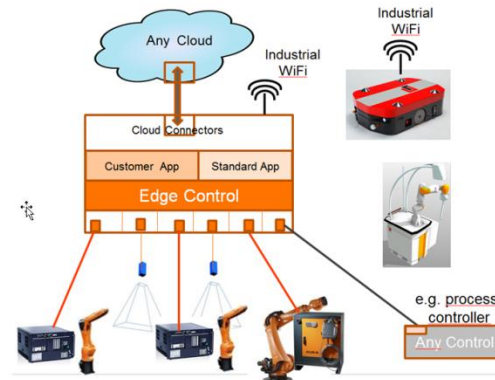 Any Cloud
Industrial
WiFi
Industrial
WiFi
Cloud Connectors
Customer App
Standard App
Edge Control
e.g. process
controller
Any Control